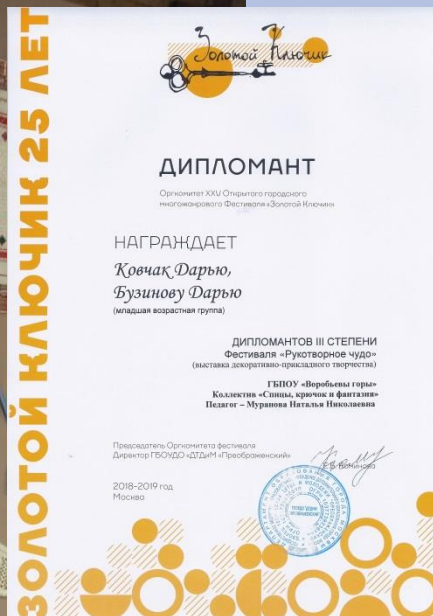 ЗОЛОТОЙ КЛЮЧИК 25 ЛЕТ
Золотой Ключик
ДИПЛОМАНТ
Оргкомитет XXV Открытого городского
многожанрового Фестиваля «Золотой Ключик»
НАГРАЖДАЕТ
Ковчак Дарью,
Бузинову Дарью
(младшая возрастная группа)
ДИПЛОМАНТОВ III СТЕПЕНИ
Фестиваля «Рукотворное чудо»
(выставка декоративно-прикладного творчества)
ГБПОУ «Воробьевы горы»
Коллектив «Спицы, крючок и фантазия»
Педагог – Мурянова Наталья Николаевна
Председатель Оргкомитета фестиваля
Директор ГБОУДО «ДТДиМ «Преображенский»
2018-2019 год
Москва